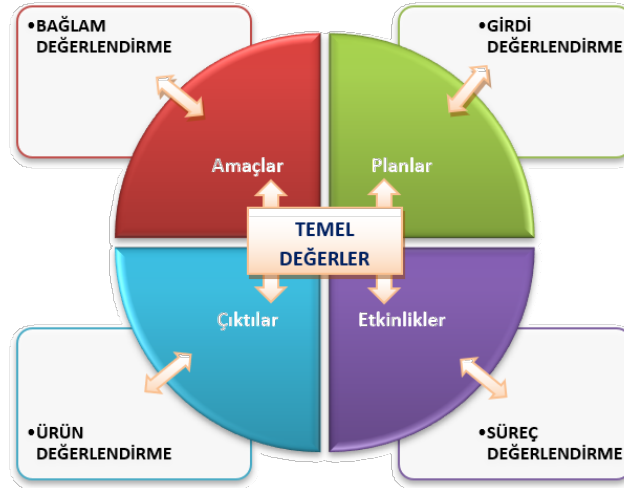 •BAĞLAM
DEĞERLENDİRME
•GİRDİ
DEĞERLENDİRME
Amaçlar
Planlar
TEMEL
DEĞERLER
Çıktılar
Etkinlikler
•ÜRÜN
DEĞERLENDİRME
•SÜREÇ
DEĞERLENDİRME